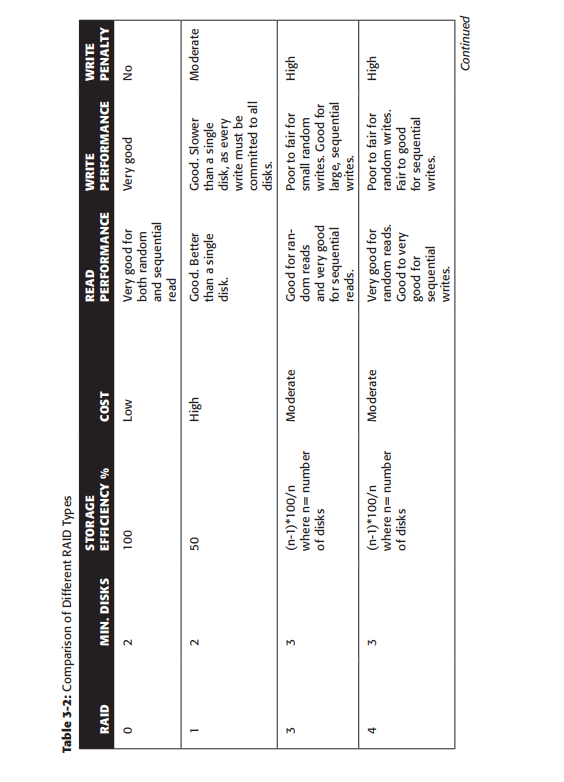 Table 3-2: Comparison of Different RAID Types
RAID MIN. DISKS STORAGE EFFICIENCY % COST READ PERFORMANCE WRITE PERFORMANCE WRITE PENALTY
0 2 100 Low Very good for both random and sequential read Very good No
1 2 50 High Good. Better than a single disk. Good. Slower than a single disk, as every write must be committed to all disks. Moderate
3 3 (n-1)*100/n where n= number of disks Moderate Good for ran-dom reads and very good for sequential reads. Poor to fair for small random writes. Good for large, sequential writes. High
4 3 (n-1)*100/n where n= number of disks Moderate Very good for random reads. Good to very good for sequential writes. Poor to fair for random writes. Fair to good for sequential writes. High
Continued